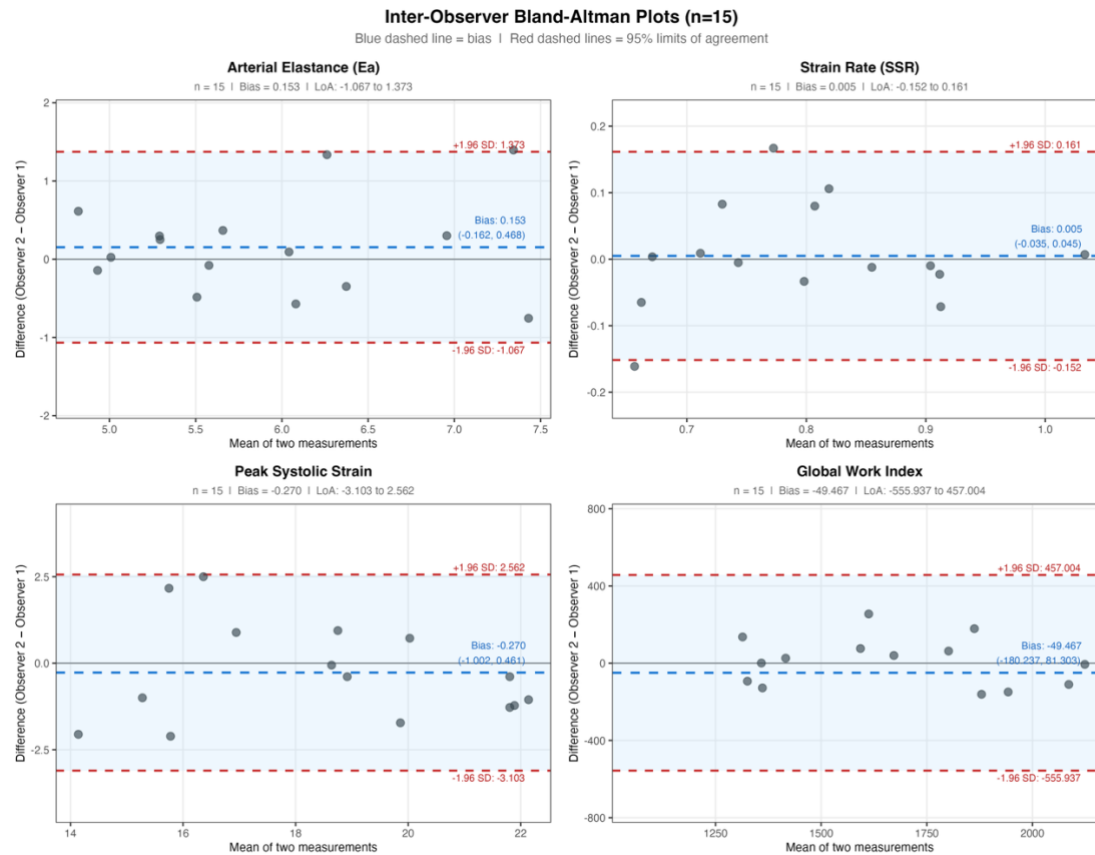 Inter-Observer Bland-Altman Plots (n=15)
Blue dashed line = bias | Red dashed lines = 95% limits of agreement
Arterial Elastance (Ea)
n = 15 | Bias = 0.153 | LoA: -1.067 to 1.373
Difference (Observer 2 – Observer 1)
2
1
0
-1
-2
+1.96 SD: 1.373
Bias: 0.153
(-0.162, 0.468)
-1.96 SD: -1.067
5.0 5.5 6.0 6.5 7.0 7.5
Mean of two measurements
Strain Rate (SSR)
n = 15 | Bias = 0.005 | LoA: -0.152 to 0.161
Difference (Observer 2 – Observer 1)
0.2
0.1
0.0
-0.1
-0.2
+1.96 SD: 0.161
Bias: 0.005
(-0.035, 0.045)
-1.96 SD: -0.152
0.7 0.8 0.9 1.0
Mean of two measurements
Peak Systolic Strain
n = 15 | Bias = -0.270 | LoA: -3.103 to 2.562
Difference (Observer 2 – Observer 1)
2.5
0.0
-2.5
+1.96 SD: 2.562
Bias: -0.270
(-1.002, 0.461)
-1.96 SD: -3.103
14 16 18 20 22
Mean of two measurements
Global Work Index
n = 15 | Bias = -49.467 | LoA: -555.937 to 457.004
Difference (Observer 2 – Observer 1)
800
400
0
-400
-800
+1.96 SD: 457.004
Bias: -49.467
(-180.237, 81.303)
-1.96 SD: -555.937
1250 1500 1750 2000
Mean of two measurements